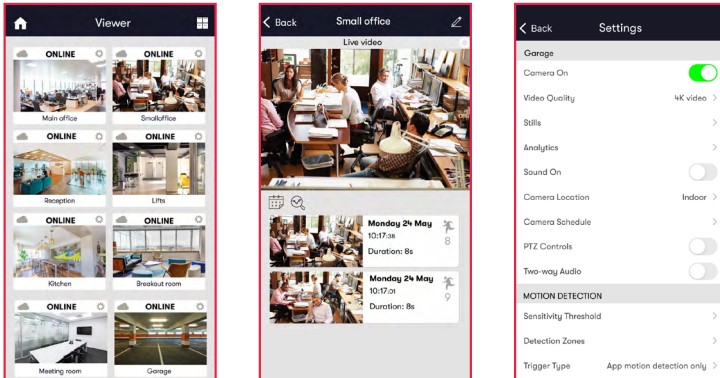 Viewer
ONLINE ONLINE
Main office Smalloffice
ONLINE ONLINE
Reception Lifts
ONLINE ONLINE
Kitchen Breakout room
ONLINE ONLINE
Meeting room Garage
Back Small office
Live video
Monday 24 May
10:17:38
8
Duration: 8s
Monday 24 May
10:17:01
9
Duration: 8s
Back Settings
Garage
Camera On
Video Quality 4K video >
Stills >
Analytics >
Sound On
Camera Location Indoor >
Camera Schedule >
PTZ Controls
Two-way Audio
MOTION DETECTION
Sensitivity Threshold >
Detection Zones >
Trigger Type App motion detection only >